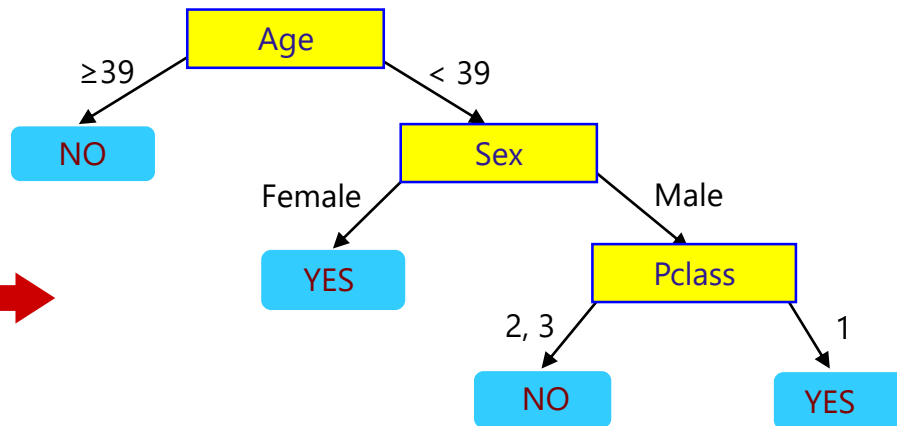 Age
≥39
< 39
NO
Sex
Female
Male
YES
Pclass
2, 3
1
NO
YES